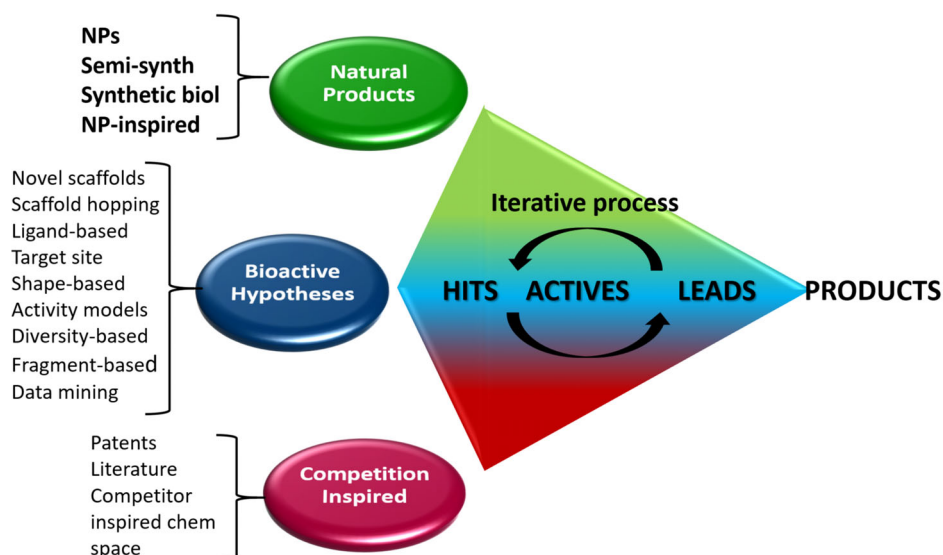 NPs
Semi-synth
Synthetic biol
NP-inspired
Natural
Products
Novel scaffolds
Scaffold hopping
Ligand-based
Target site
Shape-based
Activity models
Diversity-based
Fragment-based
Data mining
Bioactive
Hypotheses
Patents
Literature
Competitor
inspired chem
space
Competition
Inspired
Iterative process
HITS ACTIVES LEADS PRODUCTS